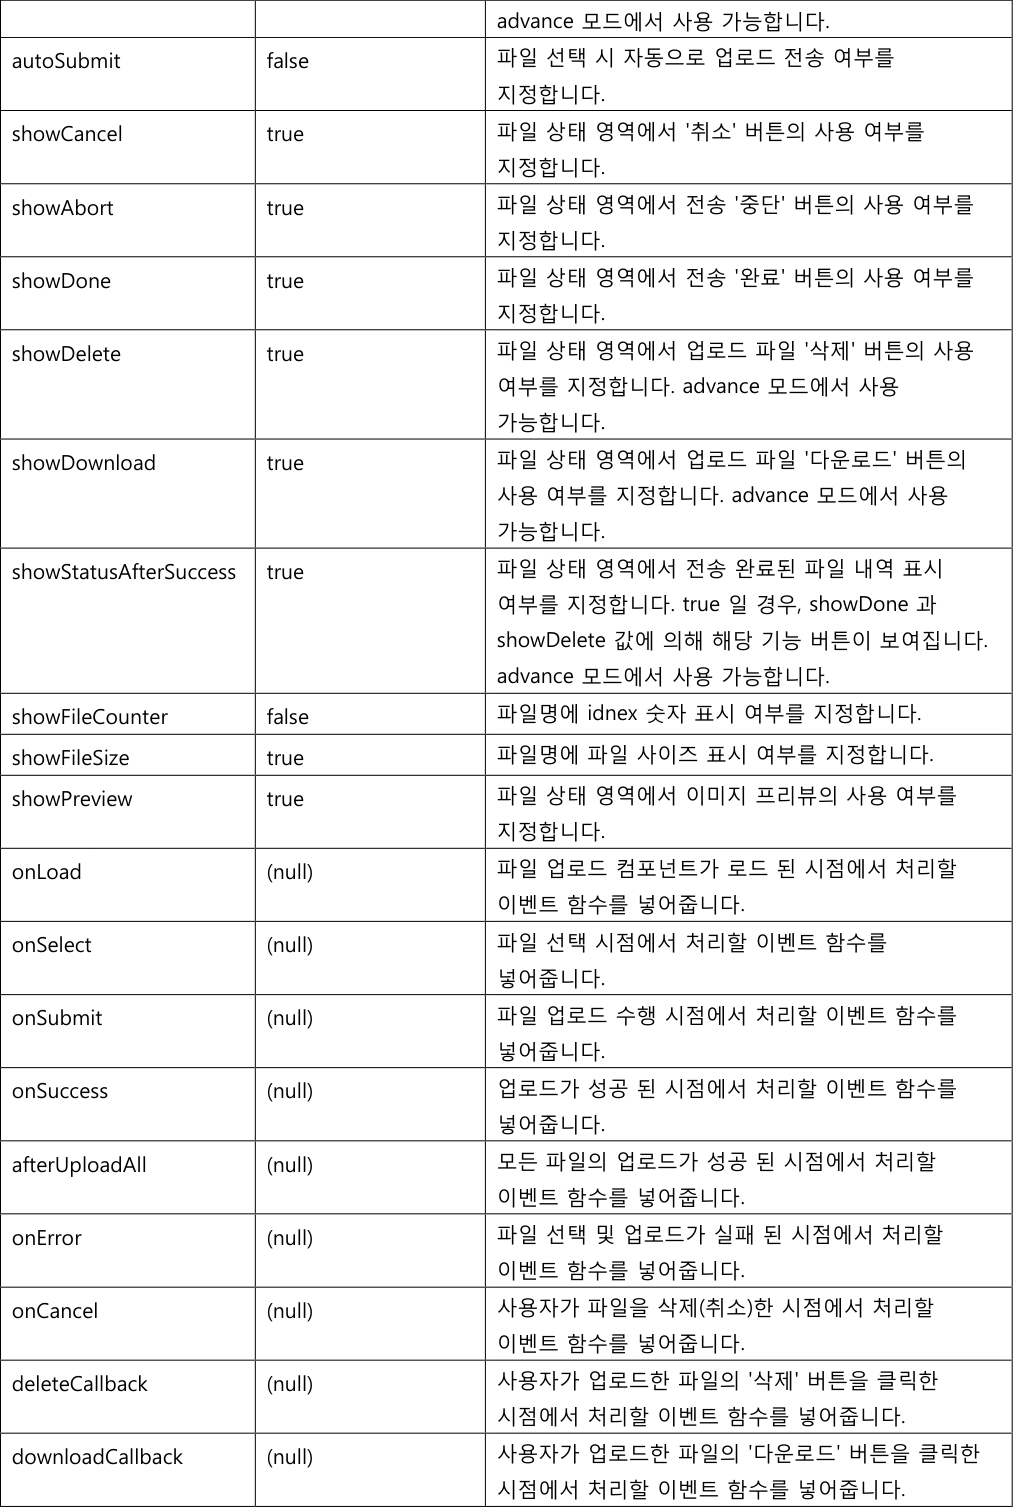 advance 모드에서 사용 가능합니다.
autoSubmit false 파일 선택 시 자동으로 업로드 전송 여부를
지정합니다.
showCancel true 파일 상태 영역에서 '취소' 버튼의 사용 여부를
지정합니다.
showAbort true 파일 상태 영역에서 전송 '중단' 버튼의 사용 여부를
지정합니다.
showDone true 파일 상태 영역에서 전송 '완료' 버튼의 사용 여부를
지정합니다.
showDelete true 파일 상태 영역에서 업로드 파일 '삭제' 버튼의 사용
여부를 지정합니다. advance 모드에서 사용
가능합니다.
showDownload true 파일 상태 영역에서 업로드 파일 '다운로드' 버튼의
사용 여부를 지정합니다. advance 모드에서 사용
가능합니다.
showStatusAfterSuccess true 파일 상태 영역에서 전송 완료된 파일 내역 표시
여부를 지정합니다. true 일 경우, showDone 과
showDelete 값에 의해 해당 기능 버튼이 보여집니다.
advance 모드에서 사용 가능합니다.
showFileCounter false 파일명에 idnex 숫자 표시 여부를 지정합니다.
showFileSize true 파일명에 파일 사이즈 표시 여부를 지정합니다.
showPreview true 파일 상태 영역에서 이미지 프리뷰의 사용 여부를
지정합니다.
onLoad (null) 파일 업로드 컴포넌트가 로드 된 시점에서 처리할
이벤트 함수를 넣어줍니다.
onSelect (null) 파일 선택 시점에서 처리할 이벤트 함수를
넣어줍니다.
onSubmit (null) 파일 업로드 수행 시점에서 처리할 이벤트 함수를
넣어줍니다.
onSuccess (null) 업로드가 성공 된 시점에서 처리할 이벤트 함수를
넣어줍니다.
afterUploadAll (null) 모든 파일의 업로드가 성공 된 시점에서 처리할
이벤트 함수를 넣어줍니다.
onError (null) 파일 선택 및 업로드가 실패 된 시점에서 처리할
이벤트 함수를 넣어줍니다.
onCancel (null) 사용자가 파일을 삭제(취소)한 시점에서 처리할
이벤트 함수를 넣어줍니다.
deleteCallback (null) 사용자가 업로드한 파일의 '삭제' 버튼을 클릭한
시점에서 처리할 이벤트 함수를 넣어줍니다.
downloadCallback (null) 사용자가 업로드한 파일의 '다운로드' 버튼을 클릭한
시점에서 처리할 이벤트 함수를 넣어줍니다.